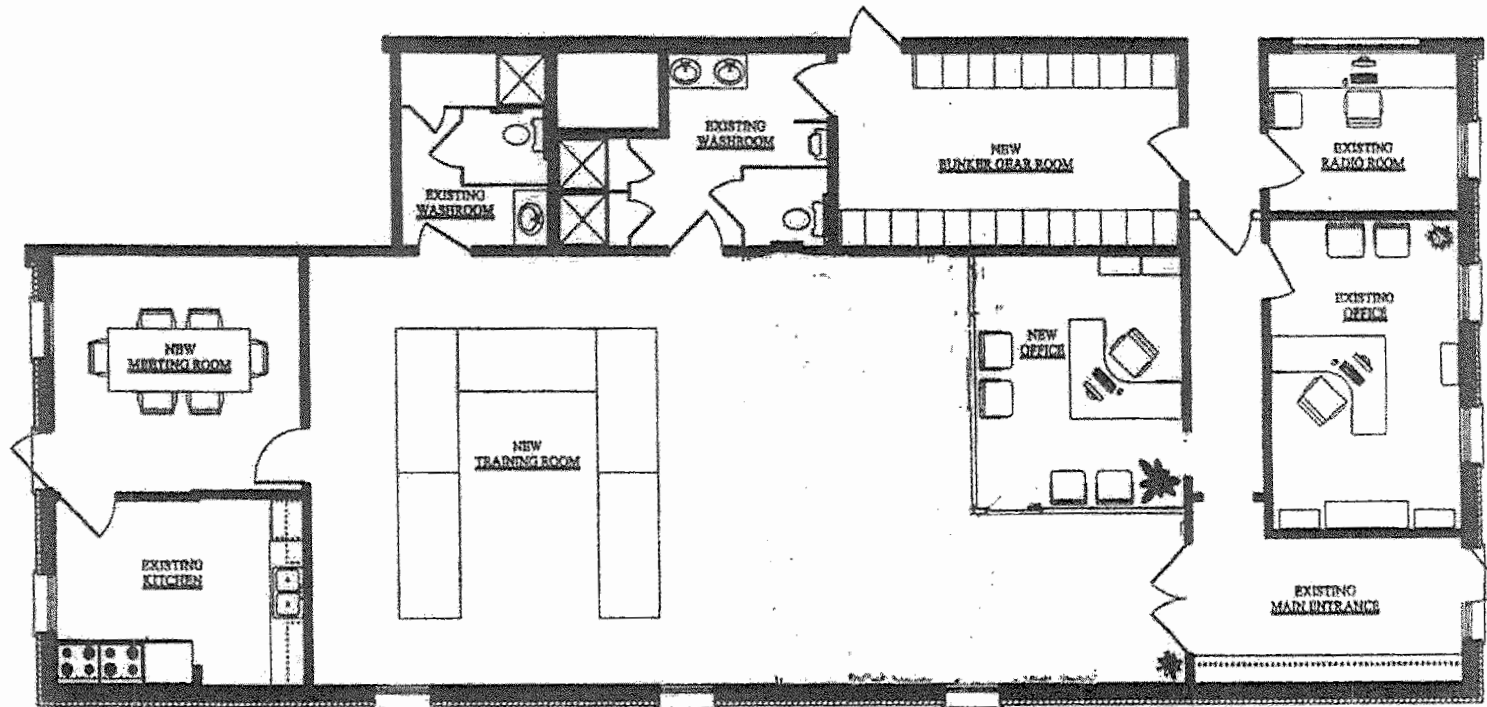 EXISTING
WASHROOM
EXISTING
WASHROOM
NEW
BUNKER GEAR ROOM
EXISTING
RADIO ROOM
NEW
MEETING ROOM
NEW
TRAINING ROOM
NEW
OFFICE
EXISTING
OFFICE
EXISTING
KITCHEN
EXISTING
MAIN ENTRANCE